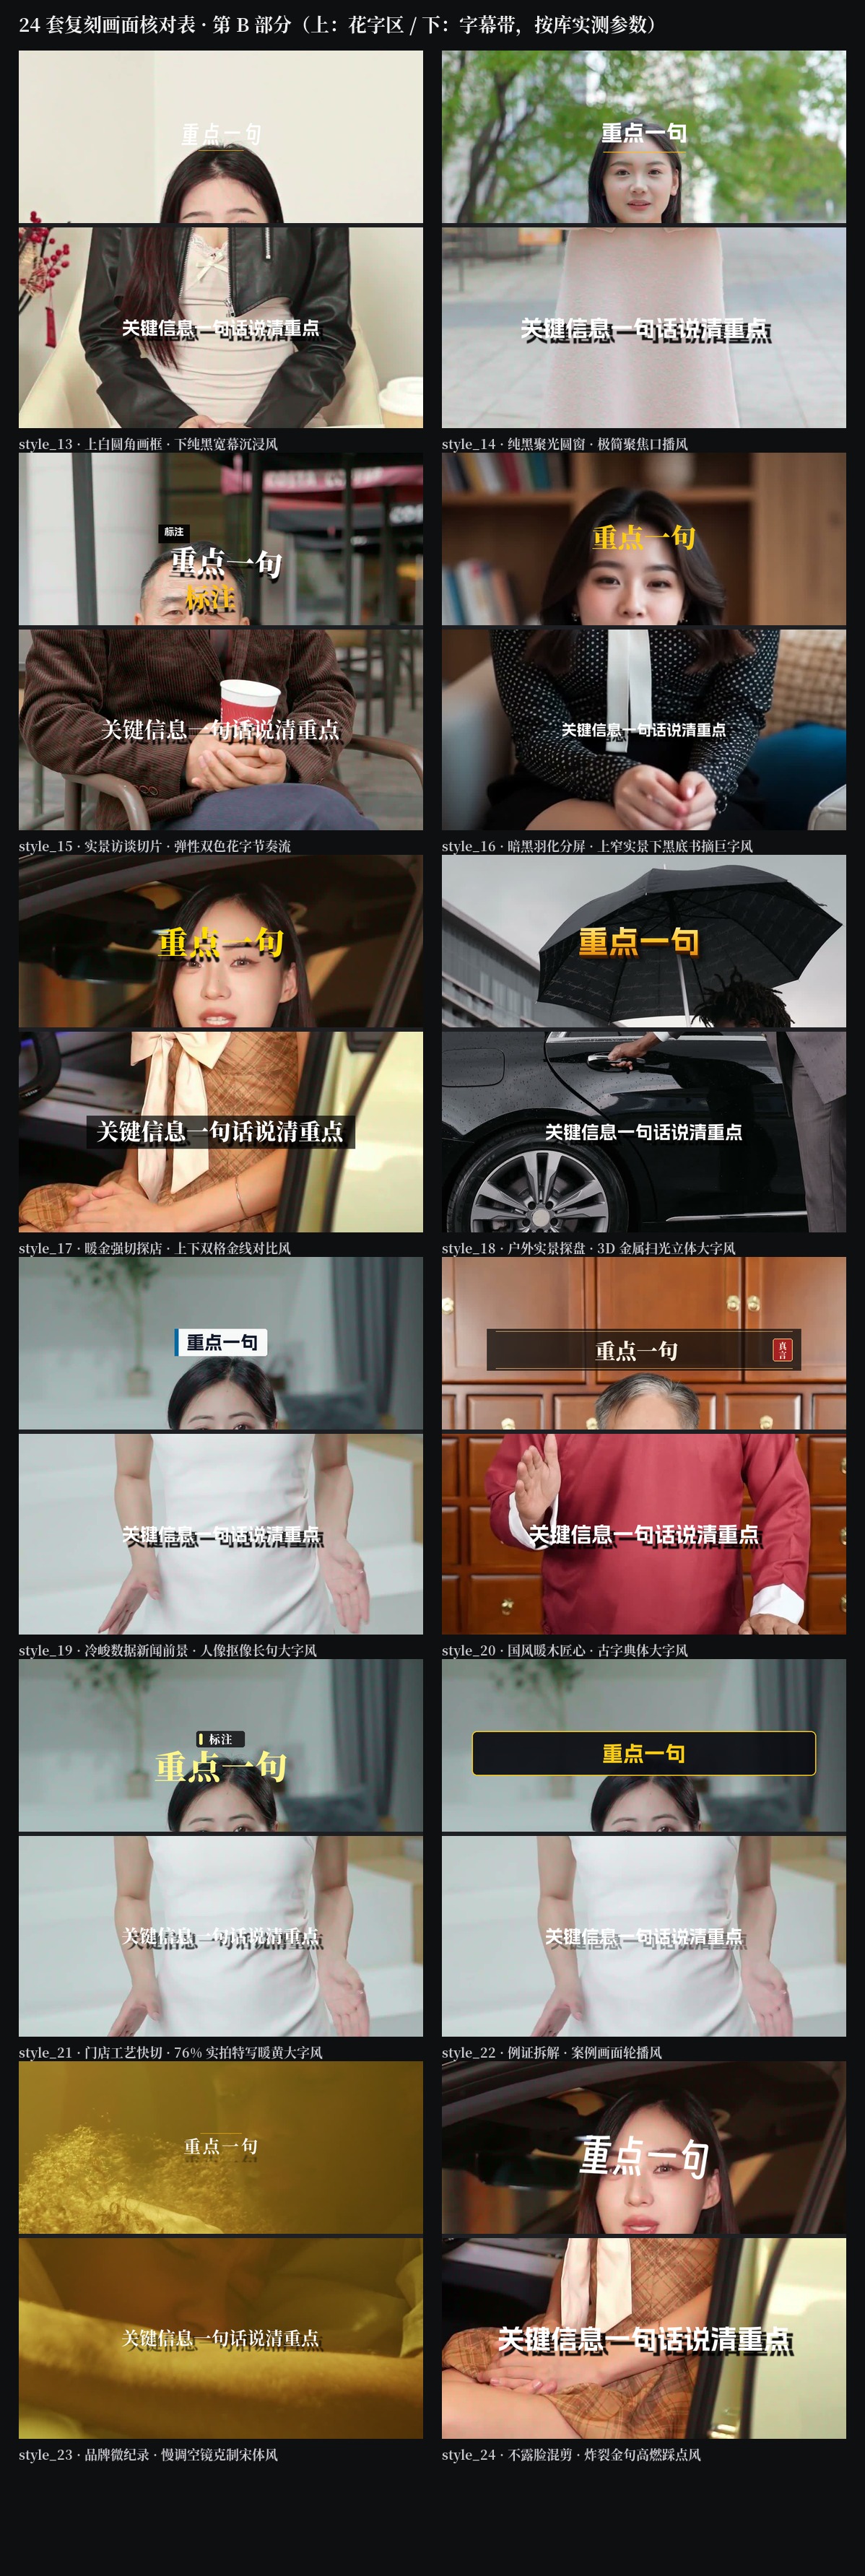 24 套复刻画面核对表 · 第 B 部分（上：花字区 / 下：字幕带，按库实测参数）
重点一句
重点一句
关键信息一句话说清重点
关键信息一句话说清重点
style_13 · 上白圆角画框 · 下纯黑宽幕沉浸风
style_14 · 纯黑聚光圆窗 · 极简聚焦口播风
标注
重点一句
标注
重点一句
关键信息一句话说清重点
关键信息一句话说清重点
style_15 · 实景访谈切片 · 弹性双色花字节奏流
style_16 · 暗黑羽化分屏 · 上窄实景下黑底书摘巨字风
重点一句
重点一句
关键信息一句话说清重点
关键信息一句话说清重点
style_17 · 暖金强切探店 · 上下双格金线对比风
style_18 · 户外实景探盘 · 3D 金属扫光立体大字风
重点一句
重点一句
真言
关键信息一句话说清重点
关键信息一句话说清重点
style_19 · 冷峻数据新闻前景 · 人像抠像长句大字风
style_20 · 国风暖木匠心 · 古字典体大字风
标注
重点一句
重点一句
关键信息一句话说清重点
关键信息一句话说清重点
style_21 · 门店工艺快切 · 76% 实拍特写暖黄大字风
style_22 · 例证拆解 · 案例画面轮播风
重点一句
重点一句
关键信息一句话说清重点
关键信息一句话说清重点
style_23 · 品牌微纪录 · 慢调空镜克制宋体风
style_24 · 不露脸混剪 · 炸裂金句高燃踩点风